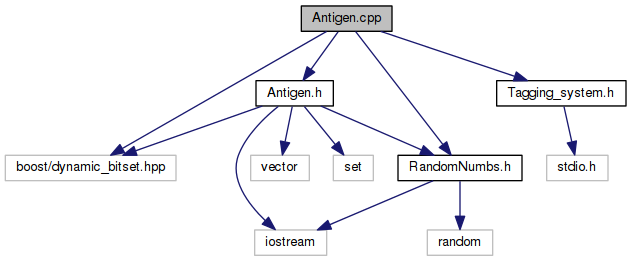 Antigen.cpp
Antigen.h
Tagging_system.h
boost/dynamic_bitset.hpp
vector
set
RandomNumbs.h
stdio.h
iostream
random